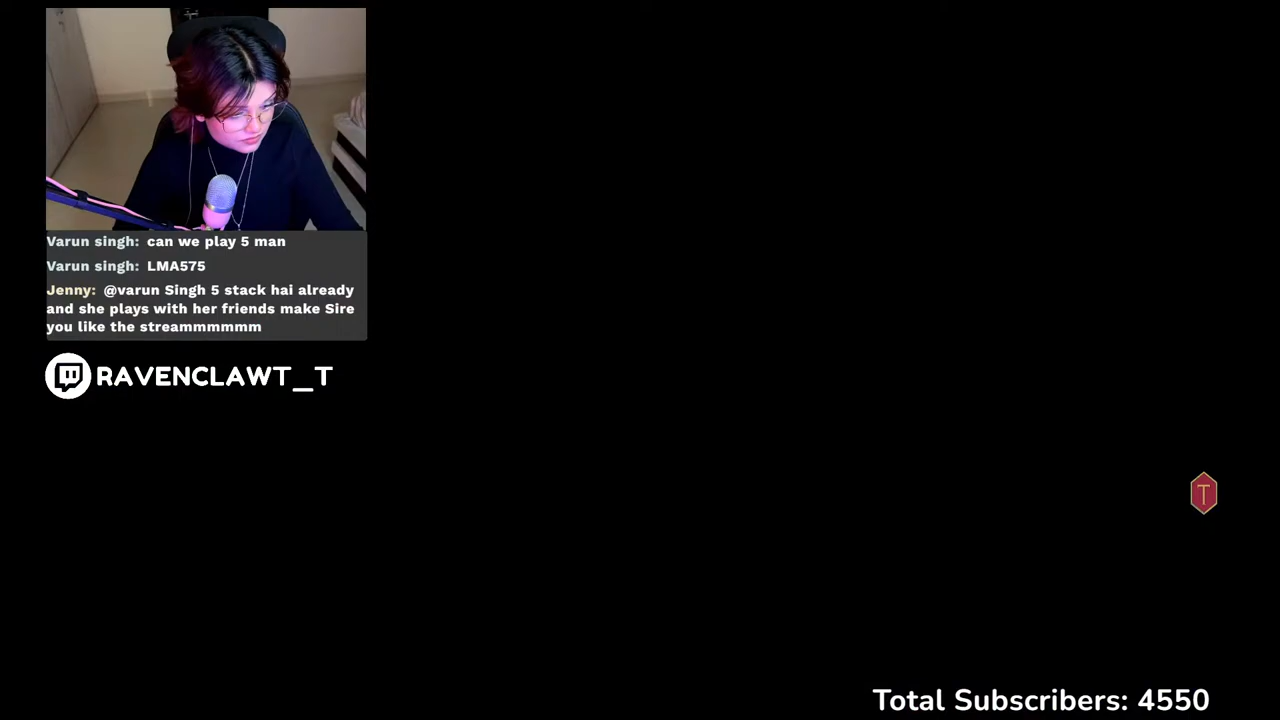 Varun singh: can we play 5 man
Varun singh: LMA575
Jenny: @varun Singh 5 stack hai already
and she plays with her friends make Sire
you like the streammmmmm
RAVENCLAWT_T
T
Total Subscribers: 4550